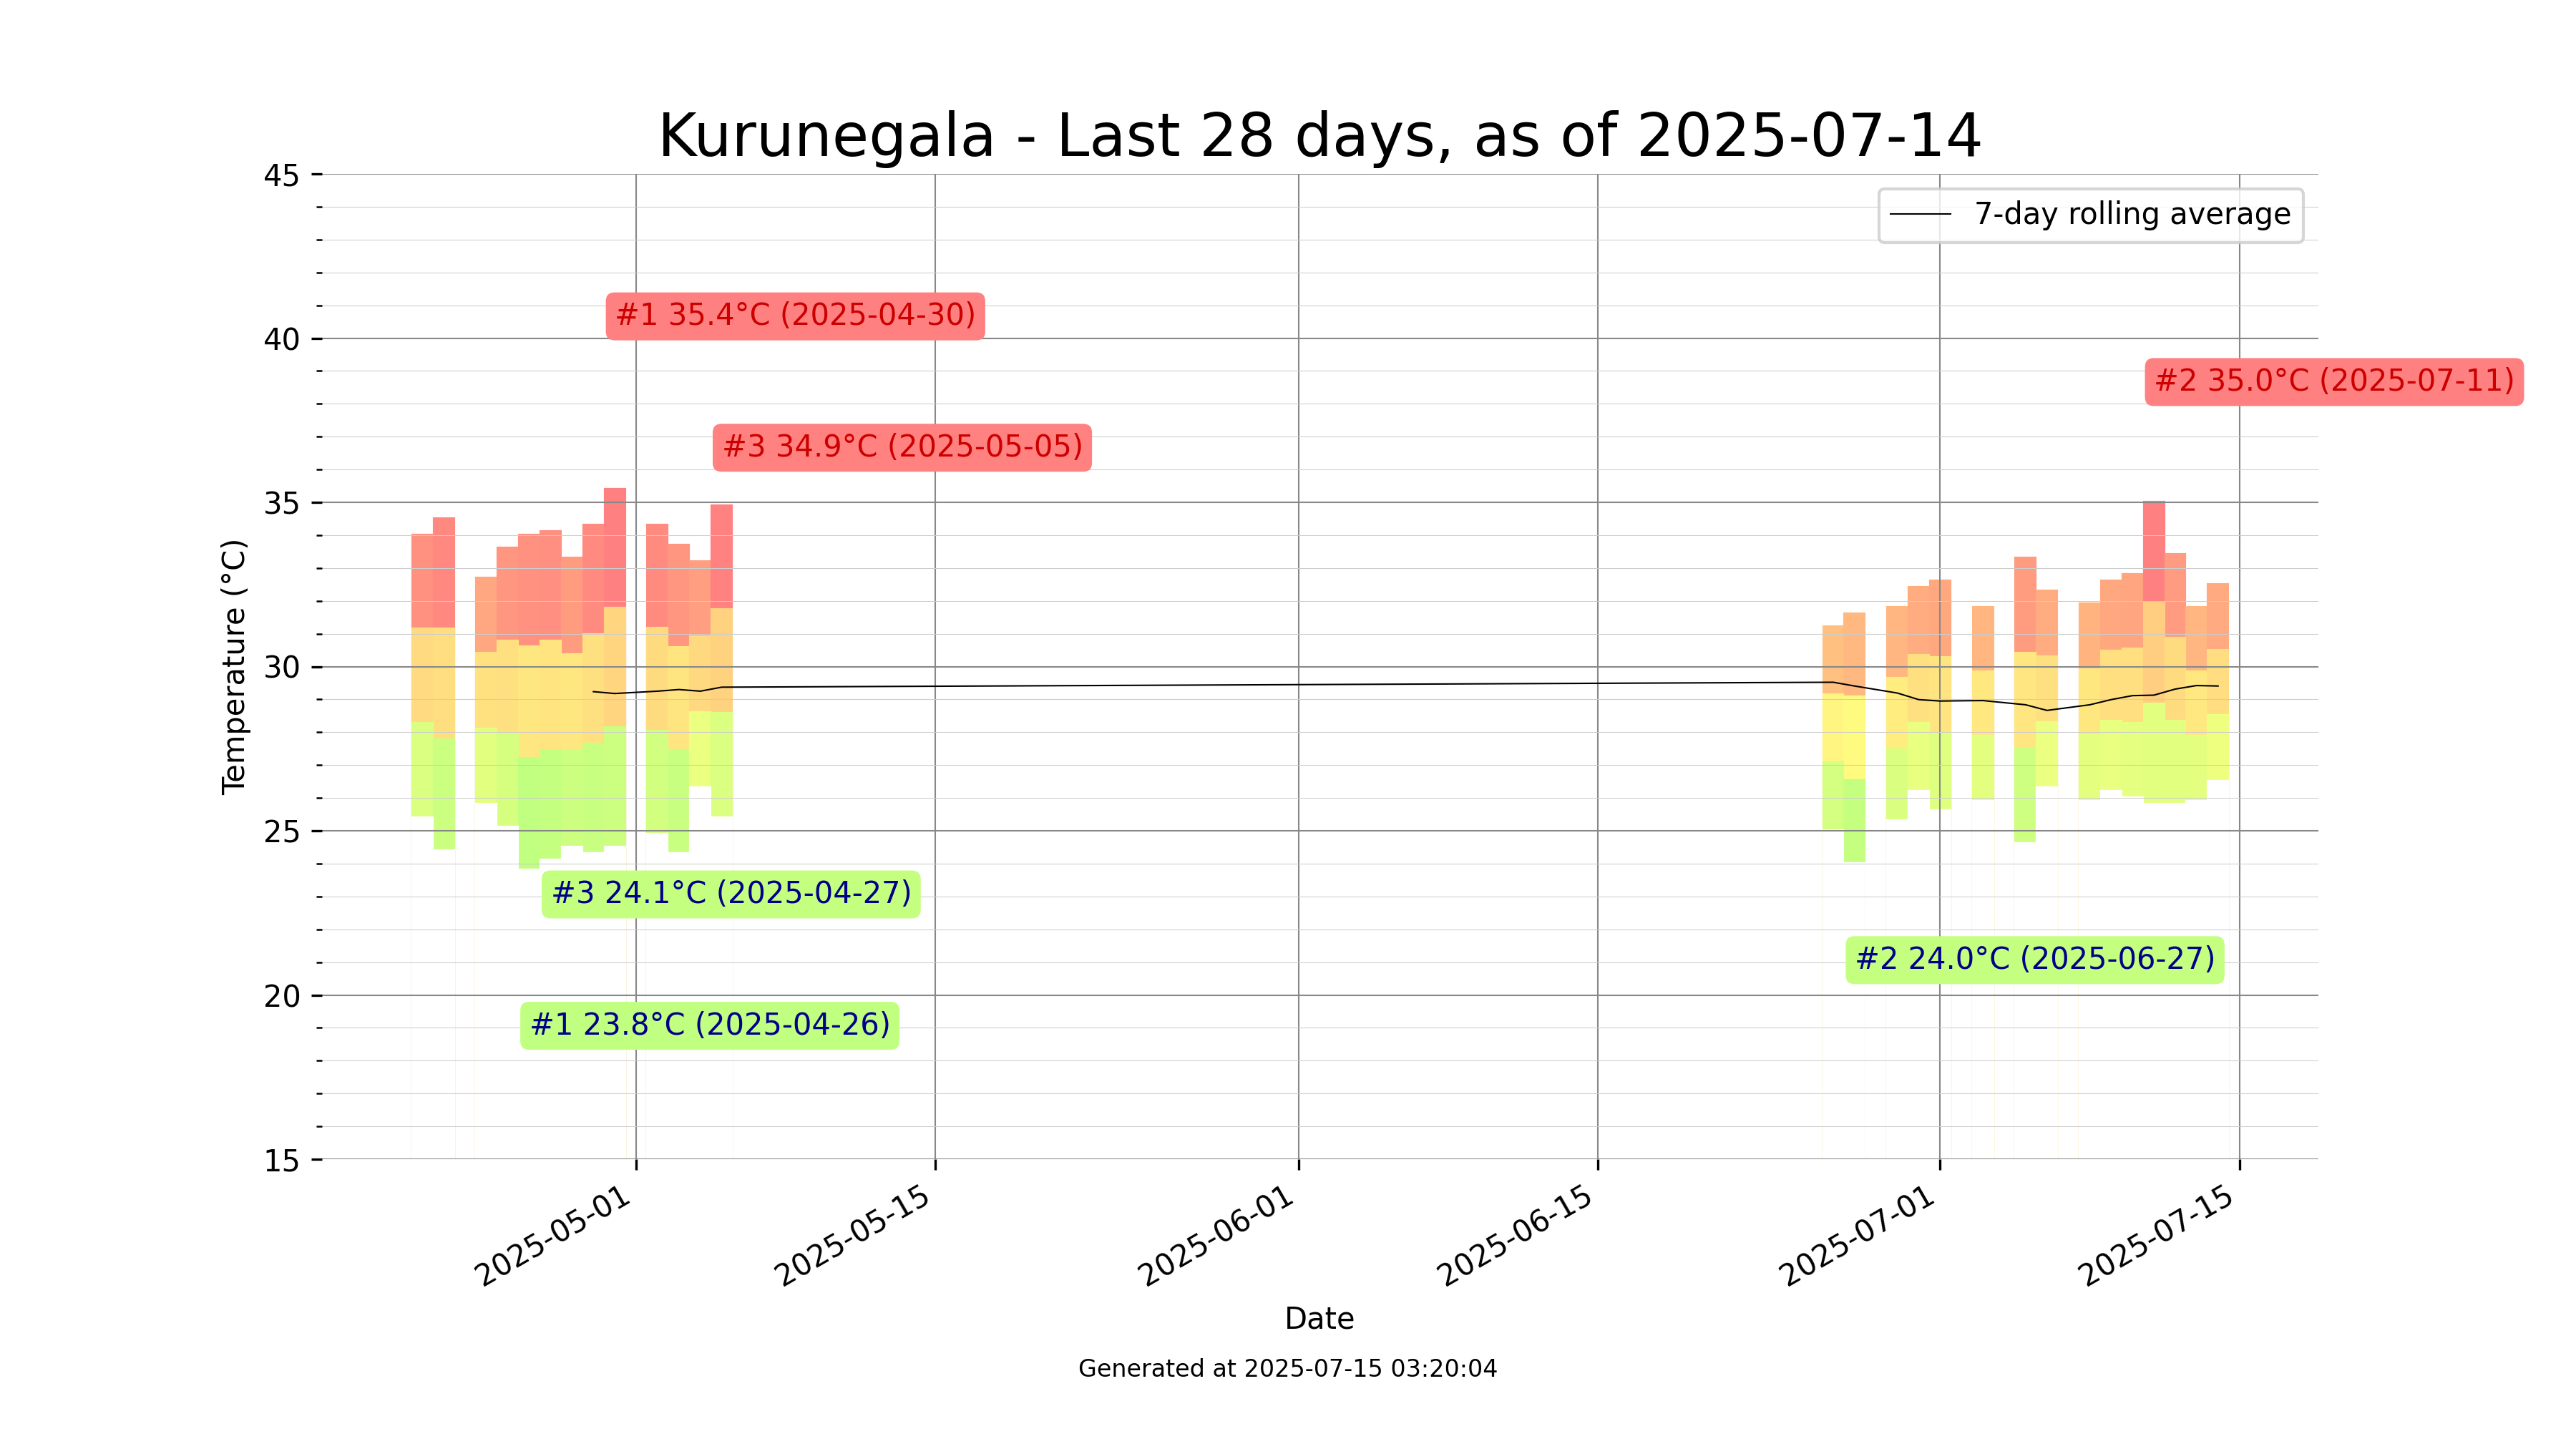 Kurunegala - Last 28 days, as of 2025-07-14
7-day rolling average
45
40
35
30
25
20
15
Temperature (°C)
#1 35.4°C (2025-04-30)
#2 35.0°C (2025-07-11)
#3 34.9°C (2025-05-05)
#3 24.1°C (2025-04-27)
#2 24.0°C (2025-06-27)
#1 23.8°C (2025-04-26)
2025-05-01
2025-05-15
2025-06-01
2025-06-15
2025-07-01
2025-07-15
Date
Generated at 2025-07-15 03:20:04